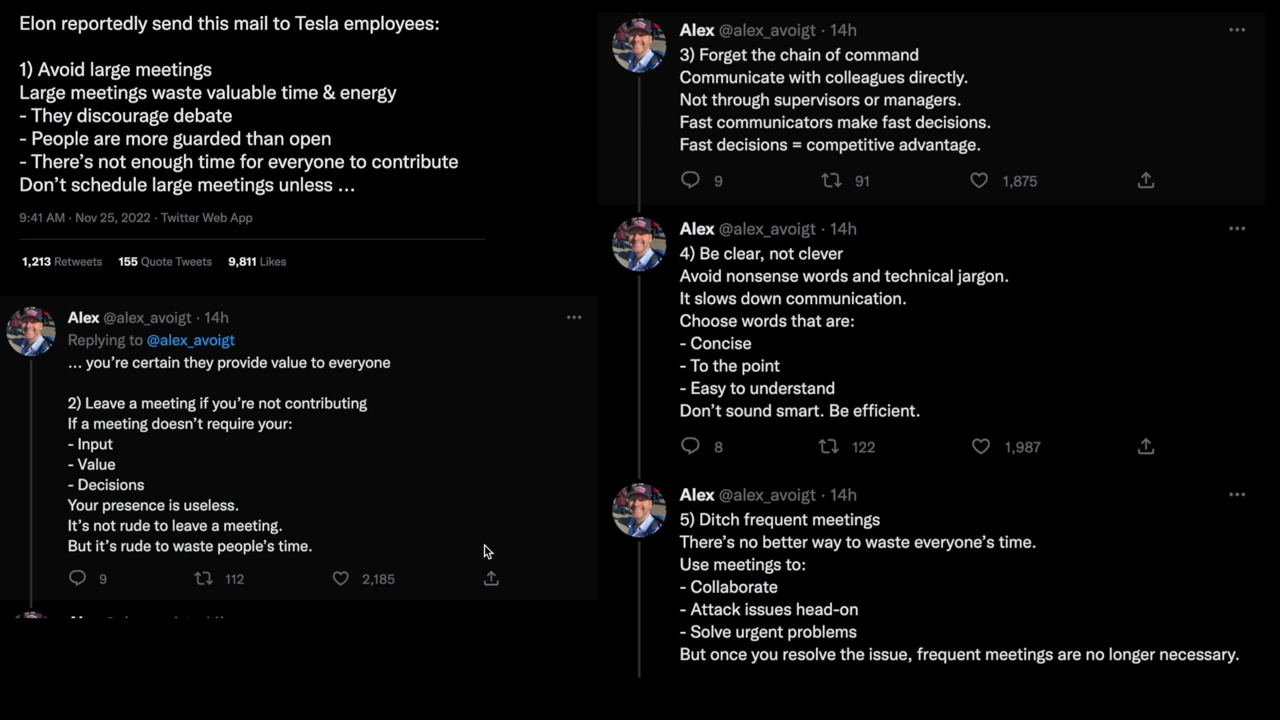 Elon reportedly send this mail to Tesla employees:
1) Avoid large meetings
Large meetings waste valuable time & energy
- They discourage debate
- People are more guarded than open
- There's not enough time for everyone to contribute
Don't schedule large meetings unless ...
9:41 AM · Nov 25, 2022 · Twitter Web App
1,213 Retweets 155 Quote Tweets 9,811 Likes
Alex @alex_avoigt · 14h
Replying to @alex_avoigt
... you're certain they provide value to everyone
2) Leave a meeting if you're not contributing
If a meeting doesn't require your:
- Input
- Value
- Decisions
Your presence is useless.
It's not rude to leave a meeting.
But it's rude to waste people's time.
9 112 2,185
Alex @alex_avoigt · 14h
3) Forget the chain of command
Communicate with colleagues directly.
Not through supervisors or managers.
Fast communicators make fast decisions.
Fast decisions = competitive advantage.
9 91 1,875
Alex @alex_avoigt · 14h
4) Be clear, not clever
Avoid nonsense words and technical jargon.
It slows down communication.
Choose words that are:
- Concise
- To the point
- Easy to understand
Don't sound smart. Be efficient.
8 122 1,987
Alex @alex_avoigt · 14h
5) Ditch frequent meetings
There's no better way to waste everyone's time.
Use meetings to:
- Collaborate
- Attack issues head-on
- Solve urgent problems
But once you resolve the issue, frequent meetings are no longer necessary.